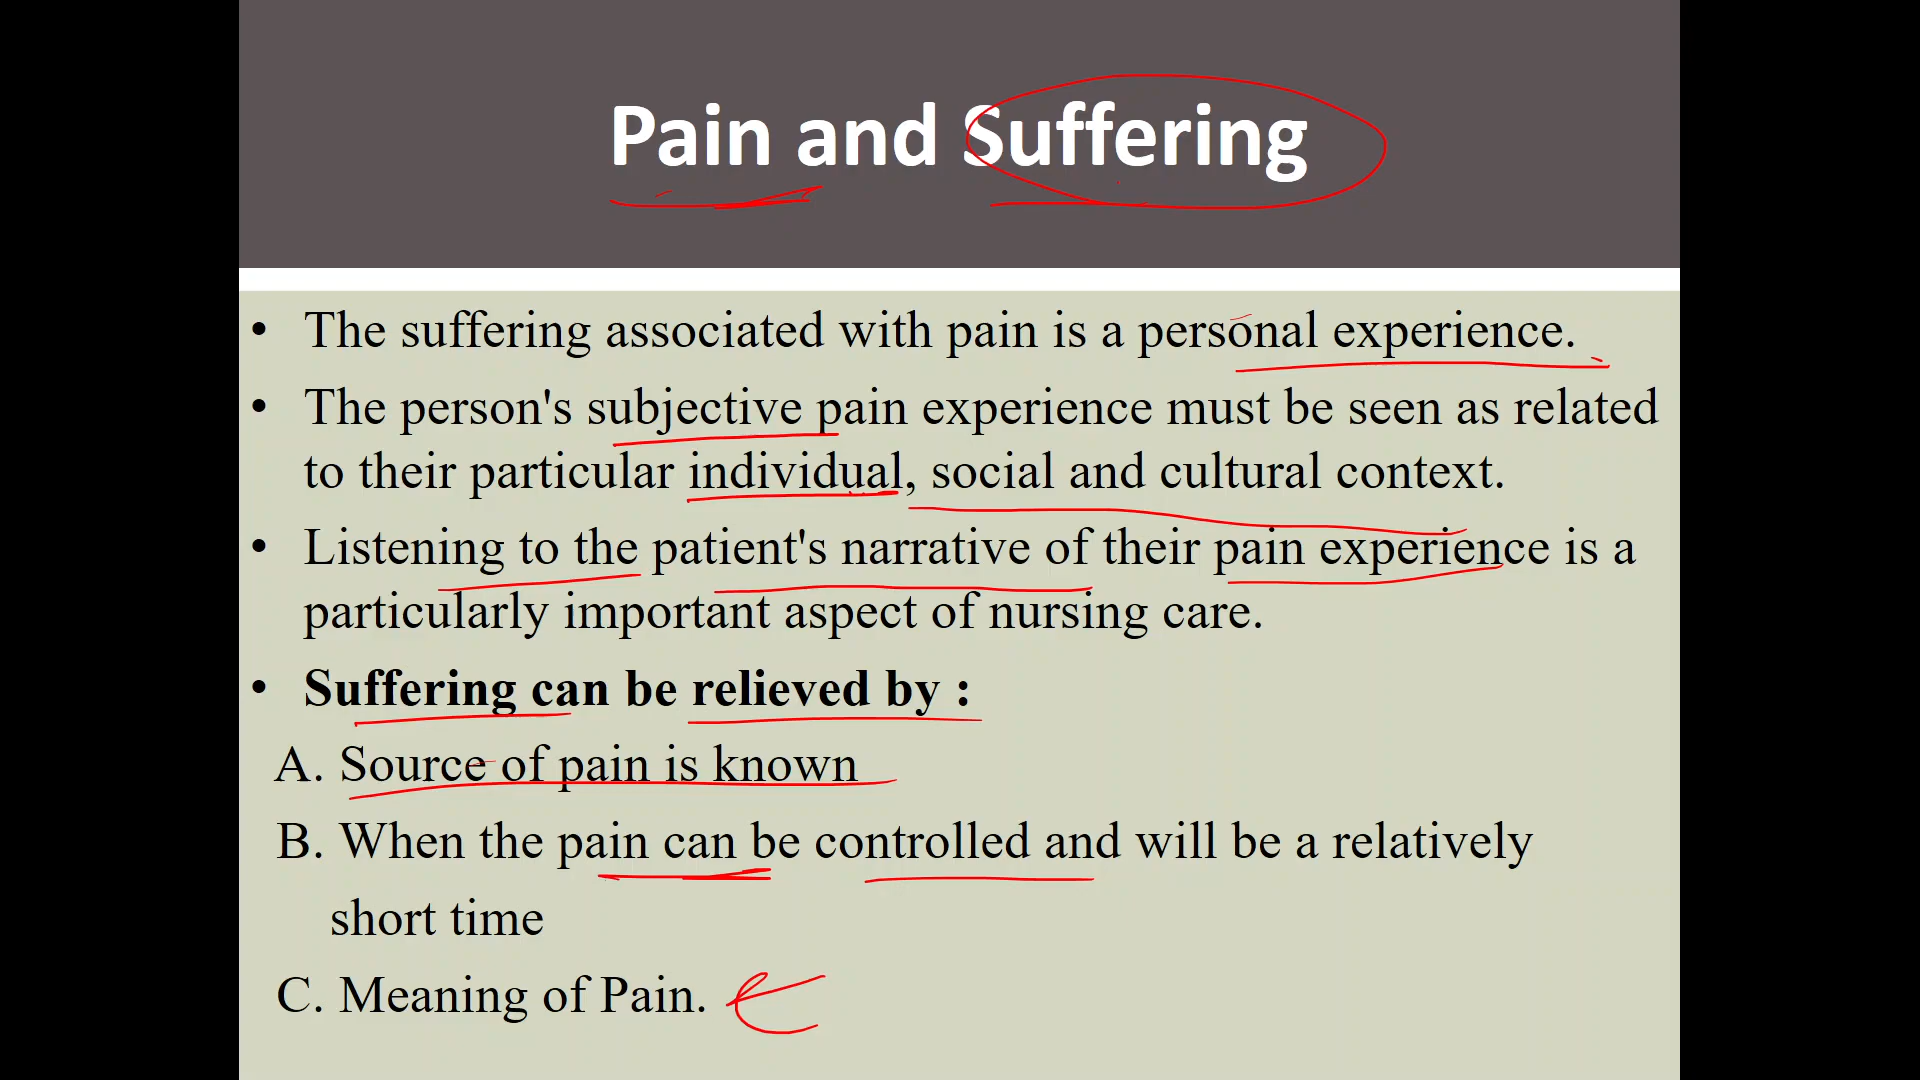 Pain and Suffering
• The suffering associated with pain is a personal experience.
• The person's subjective pain experience must be seen as related
to their particular individual, social and cultural context.
• Listening to the patient's narrative of their pain experience is a
particularly important aspect of nursing care.
• Suffering can be relieved by :
A. Source of pain is known
B. When the pain can be controlled and will be a relatively
short time
C. Meaning of Pain.